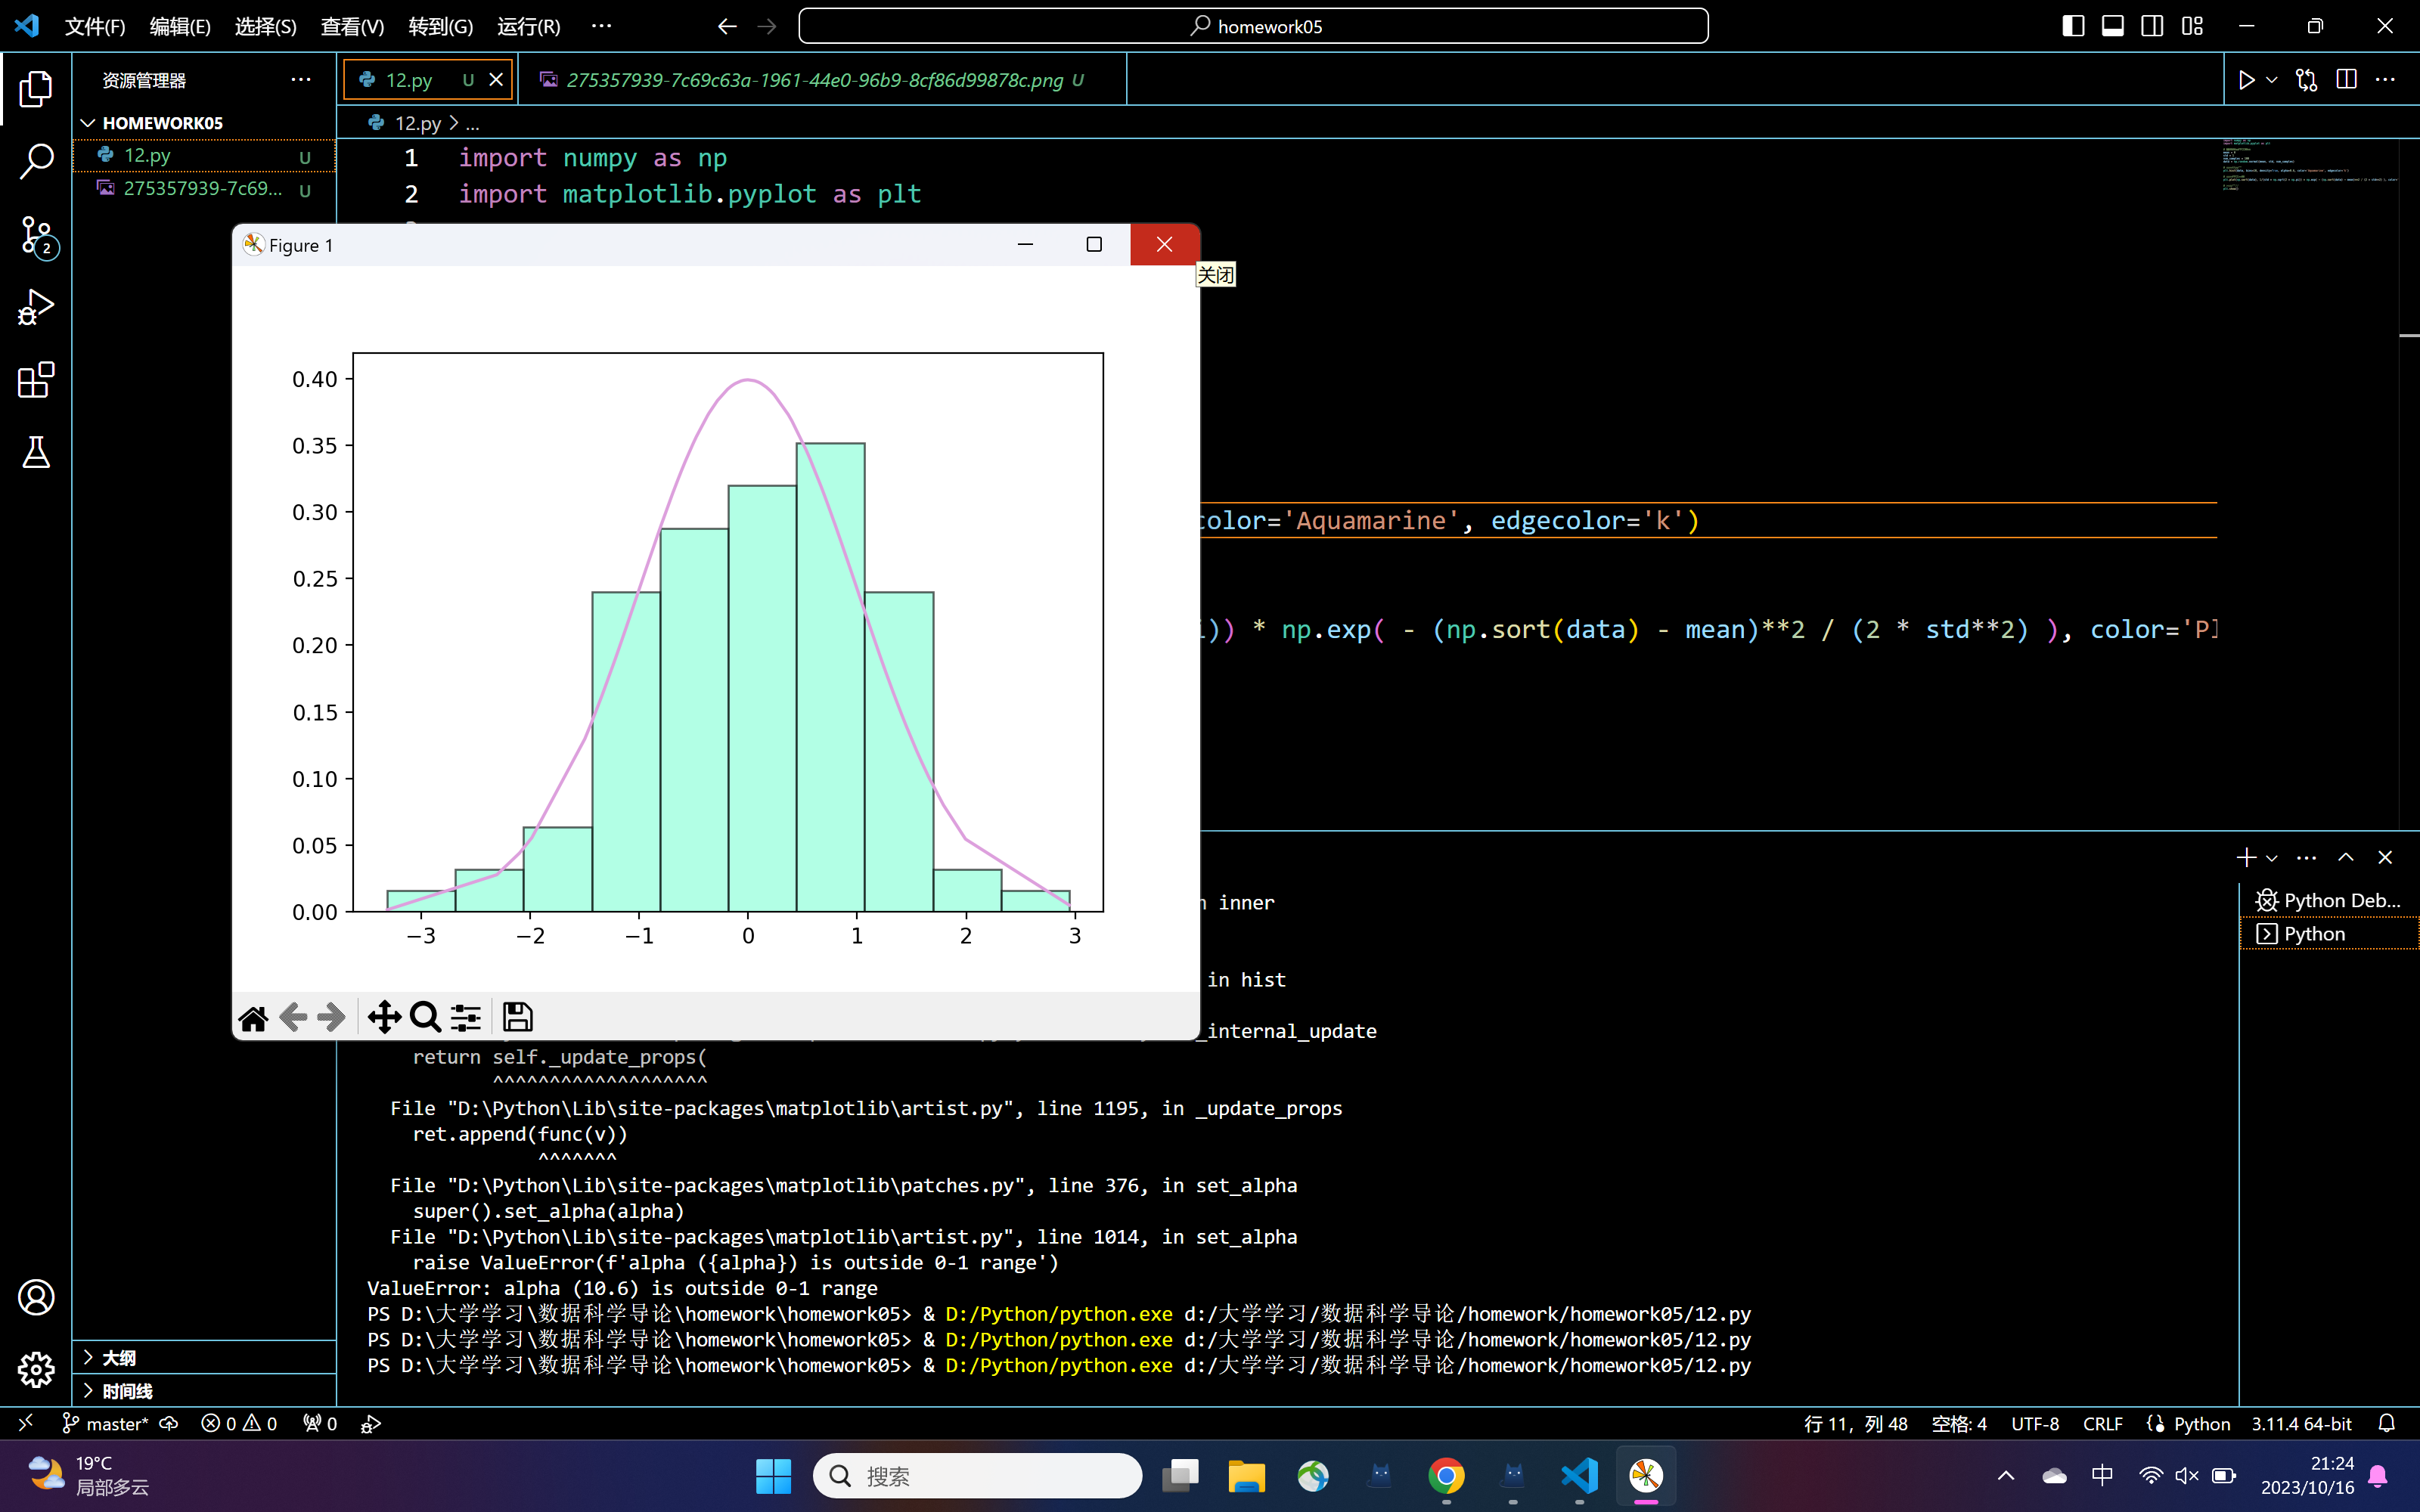 文件(F) 编辑(E) 选择(S) 查看(V) 转到(G) 运行(R) ···
homework05
资源管理器 ···
12.py U
275357939-7c69c63a-1961-44e0-96b9-8cf86d99878c.png U
HOMEWORK05
12.py U
275357939-7c69... U
2
12.py > ...
1 import numpy as np
2 import matplotlib.pyplot as plt
Figure 1
关闭
0.40
0.35
0.30
0.25
0.20
0.15
0.10
0.05
0.00
−3 −2 −1 0 1 2 3
color='Aquamarine', edgecolor='k')
)) * np.exp( - (np.sort(data) - mean)**2 / (2 * std**2) ), color='Pl
inner
in hist
_internal_update
return self._update_props(
^^^^^^^^^^^^^^^^^^^
File "D:\Python\Lib\site-packages\matplotlib\artist.py", line 1195, in _update_props
ret.append(func(v))
^^^^^^^
File "D:\Python\Lib\site-packages\matplotlib\patches.py", line 376, in set_alpha
super().set_alpha(alpha)
File "D:\Python\Lib\site-packages\matplotlib\artist.py", line 1014, in set_alpha
raise ValueError(f'alpha ({alpha}) is outside 0-1 range')
ValueError: alpha (10.6) is outside 0-1 range
PS D:\大学学习\数据科学导论\homework\homework05> & D:/Python/python.exe d:/大学学习/数据科学导论/homework/homework05/12.py
PS D:\大学学习\数据科学导论\homework\homework05> & D:/Python/python.exe d:/大学学习/数据科学导论/homework/homework05/12.py
PS D:\大学学习\数据科学导论\homework\homework05> & D:/Python/python.exe d:/大学学习/数据科学导论/homework/homework05/12.py
Python Deb...
Python
大纲
时间线
master* 0 0 0
行 11，列 48 空格: 4 UTF-8 CRLF Python 3.11.4 64-bit
19°C
局部多云
搜索
中
21:24
2023/10/16